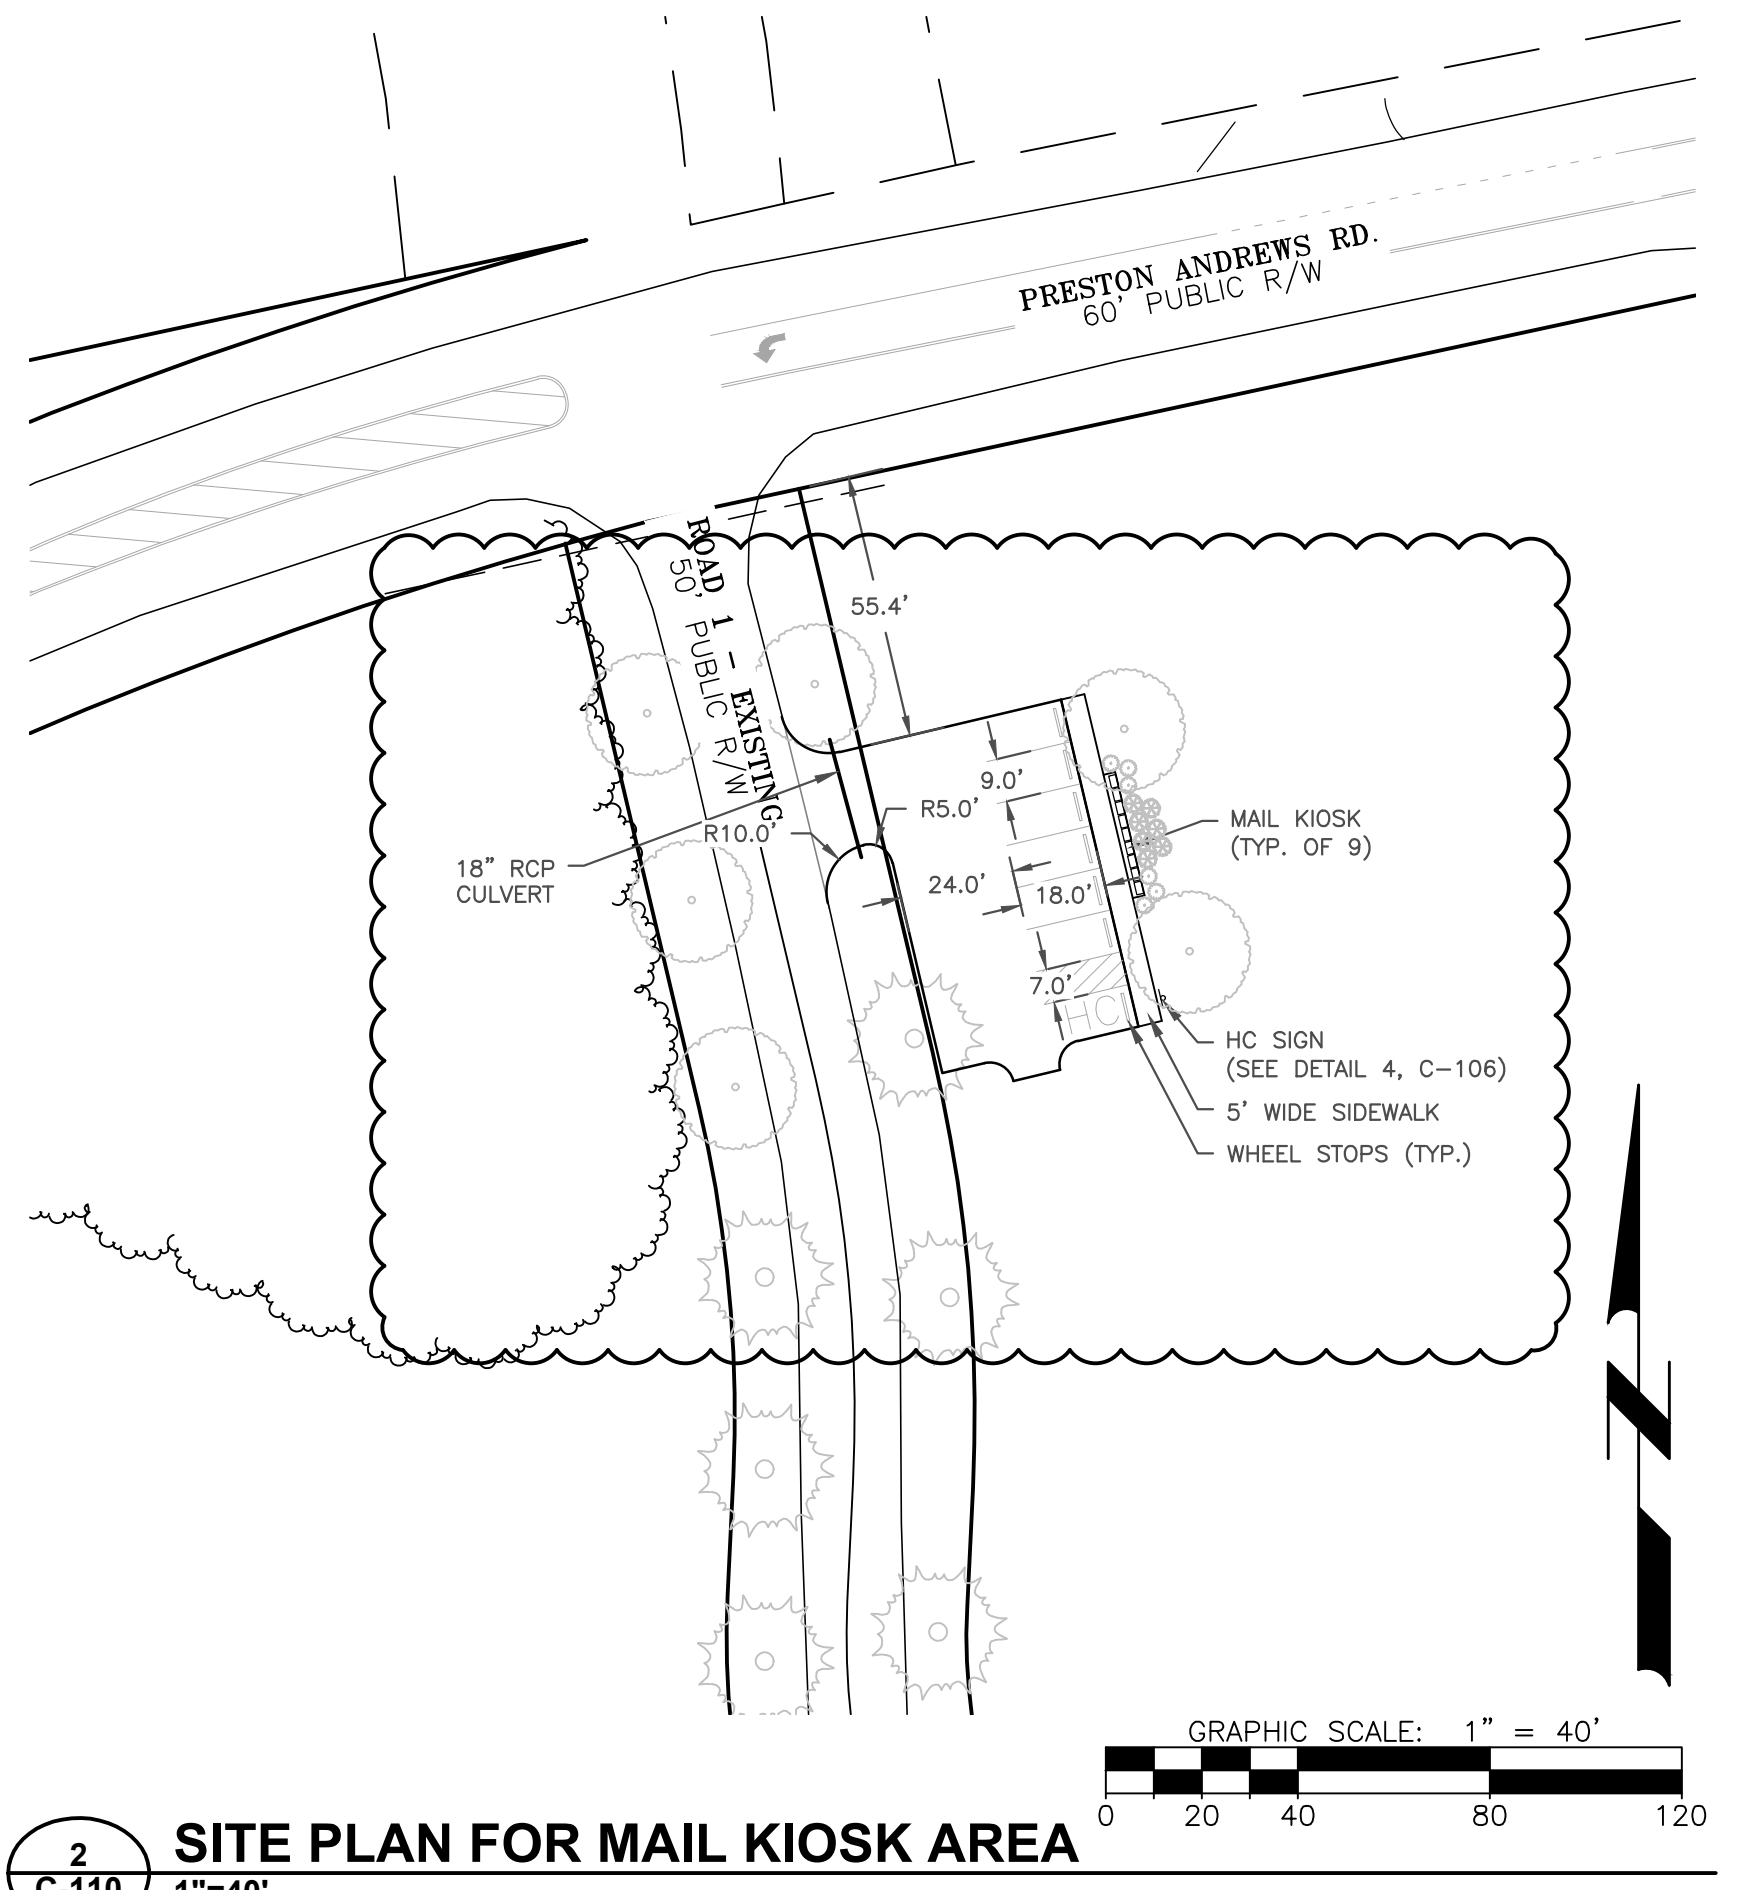 PRESTON ANDREWS RD.
60' PUBLIC R/W
ROAD 1 – EXISTING
50' PUBLIC R/W
55.4'
9.0'
R5.0'
R10.0'
18" RCP
CULVERT
24.0'
18.0'
7.0'
HC
MAIL KIOSK
(TYP. OF 9)
HC SIGN
(SEE DETAIL 4, C–106)
5' WIDE SIDEWALK
WHEEL STOPS (TYP.)
N
GRAPHIC SCALE: 1" = 40'
0 20 40 80 120
2
SITE PLAN FOR MAIL KIOSK AREA
C-110
1"=40'